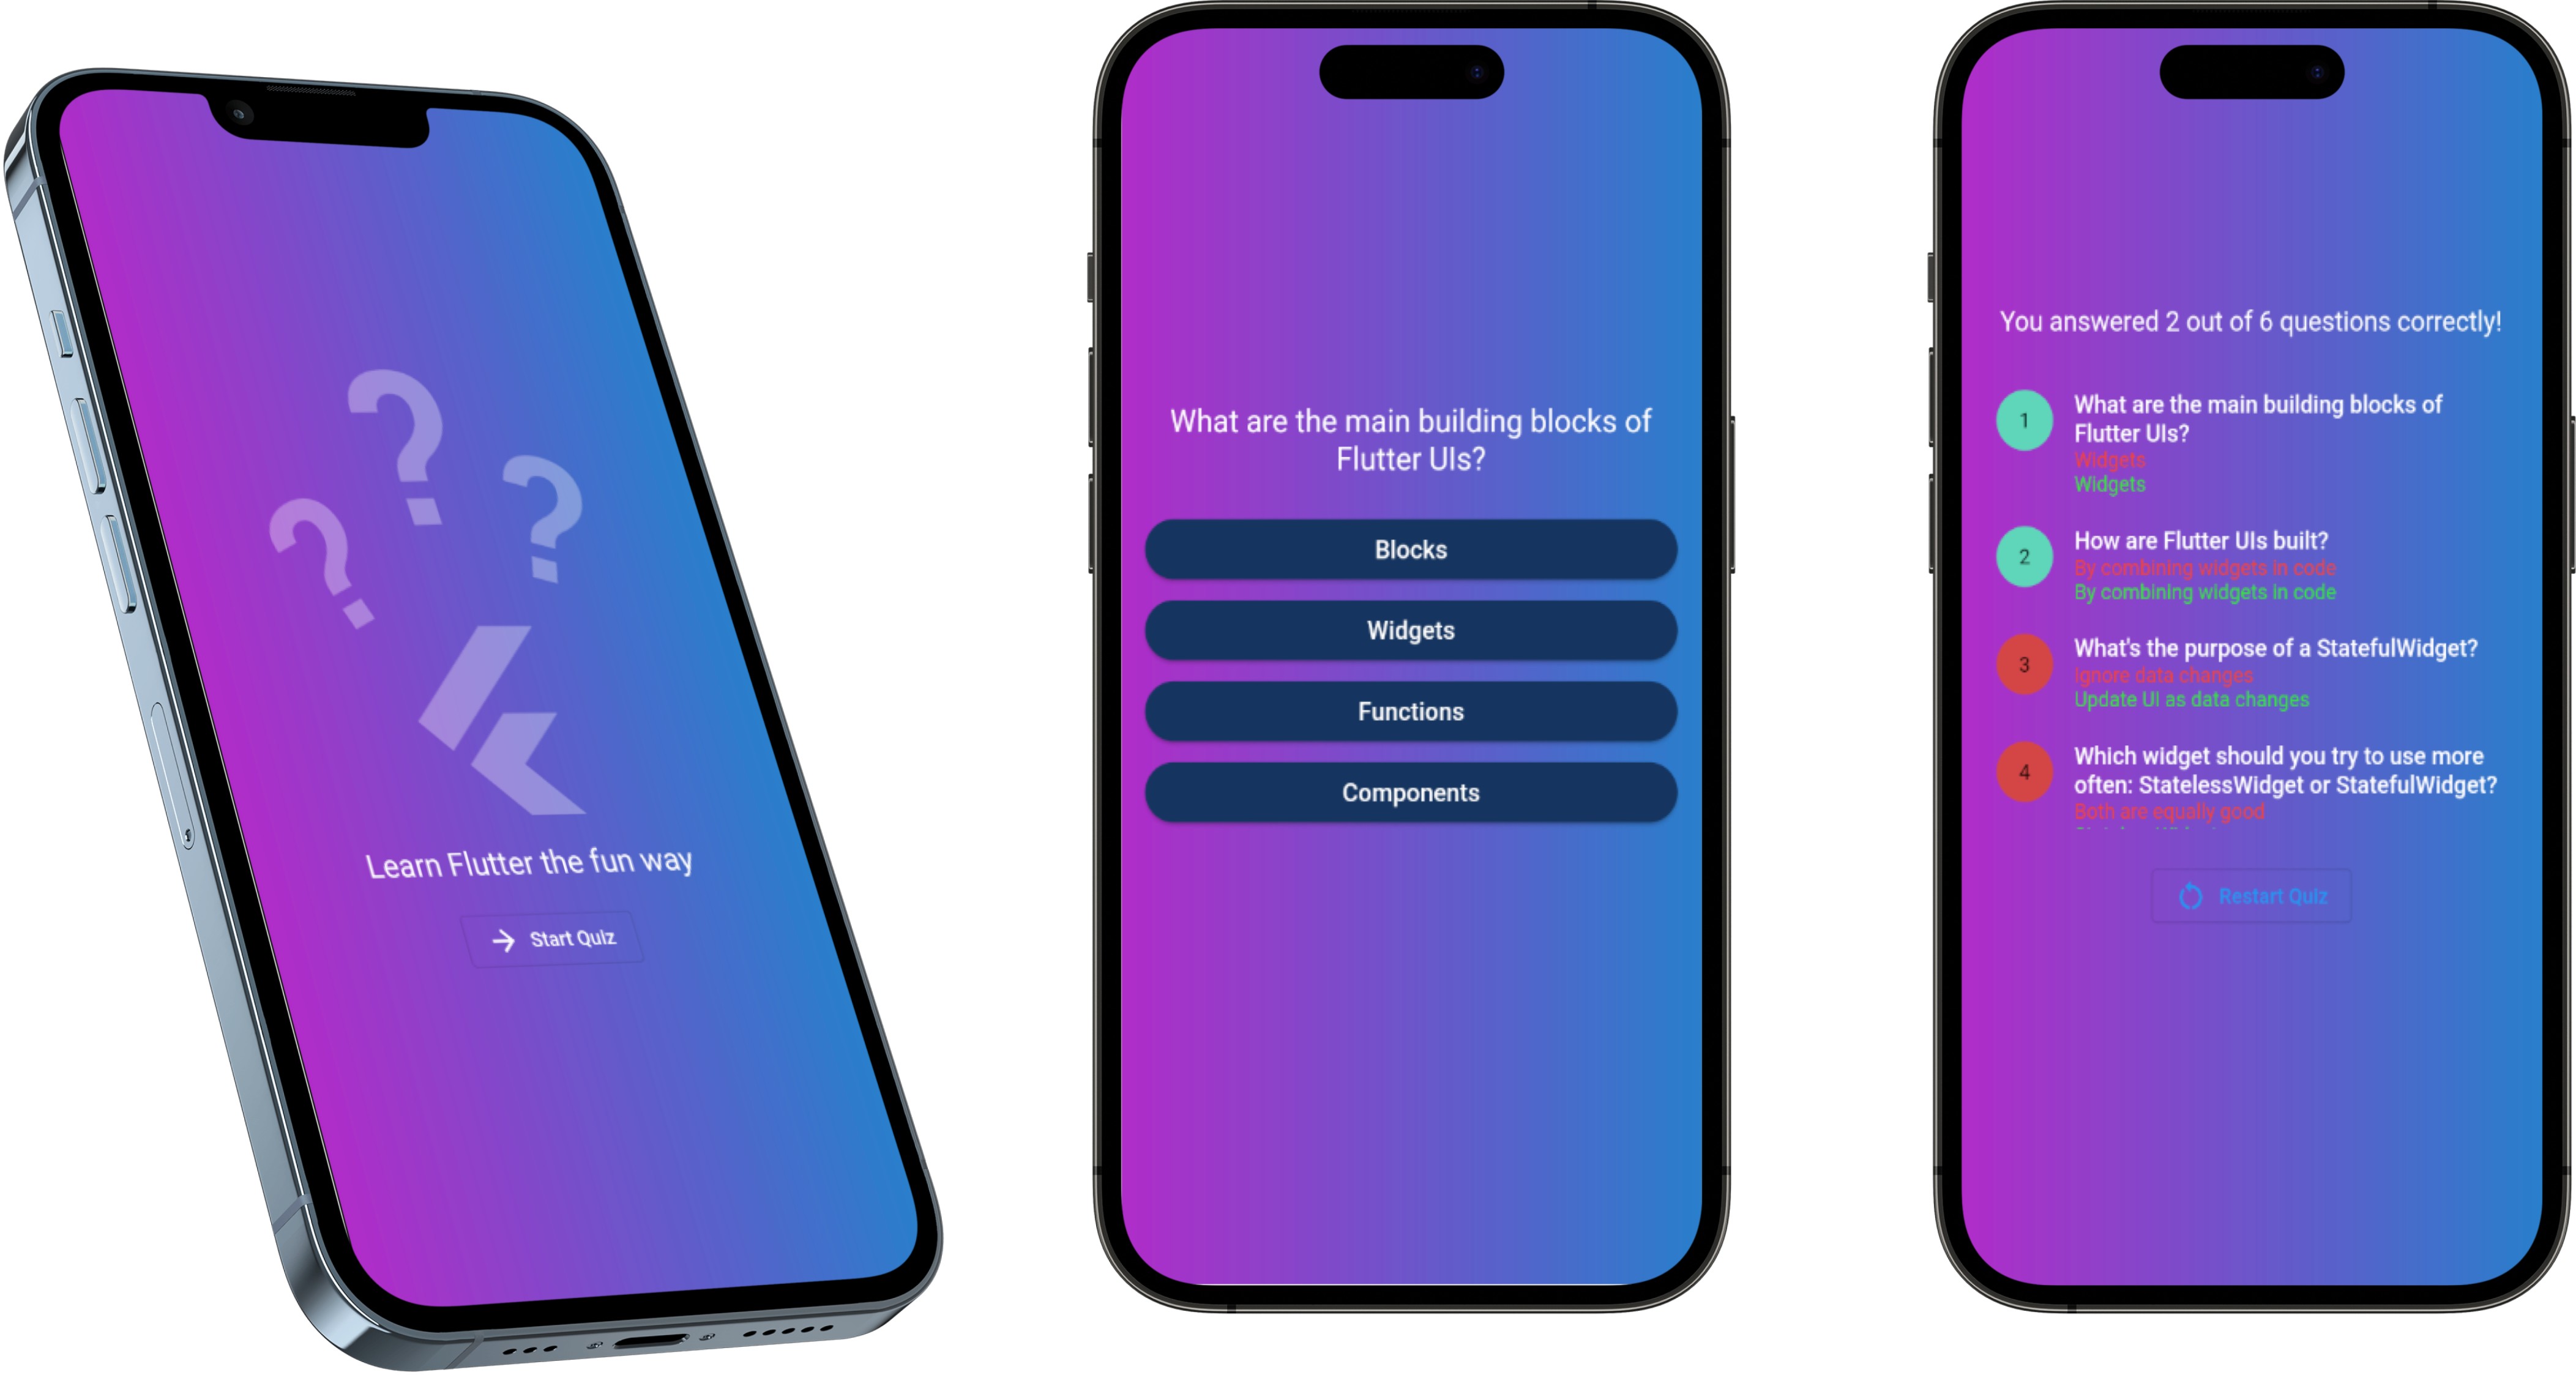 ? ? ?
Learn Flutter the fun way
Start Quiz
What are the main building blocks of
Flutter UIs?
Blocks
Widgets
Functions
Components
You answered 2 out of 6 questions correctly!
1
What are the main building blocks of
Flutter UIs?
Widgets
Widgets
2
How are Flutter UIs built?
By combining widgets in code
By combining widgets in code
3
What's the purpose of a StatefulWidget?
Ignore data changes
Update UI as data changes
4
Which widget should you try to use more
often: StatelessWidget or StatefulWidget?
Both are equally good
Restart Quiz